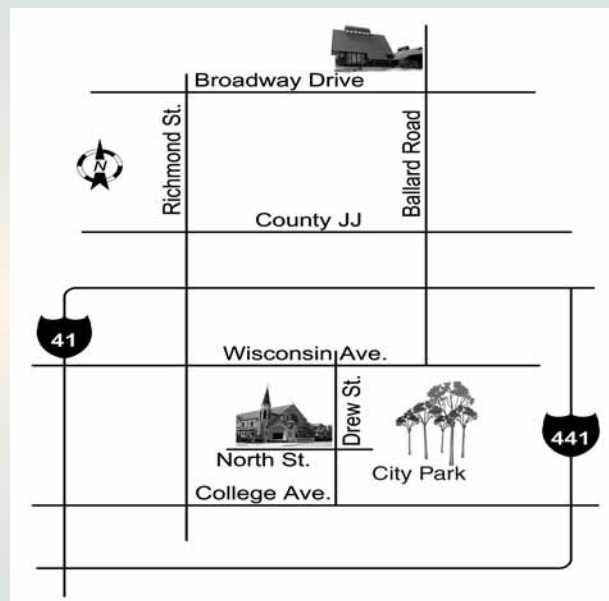 Broadway Drive
Richmond St.
Ballard Road
N
County JJ
41
Wisconsin Ave.
Drew St.
441
North St.
City Park
College Ave.